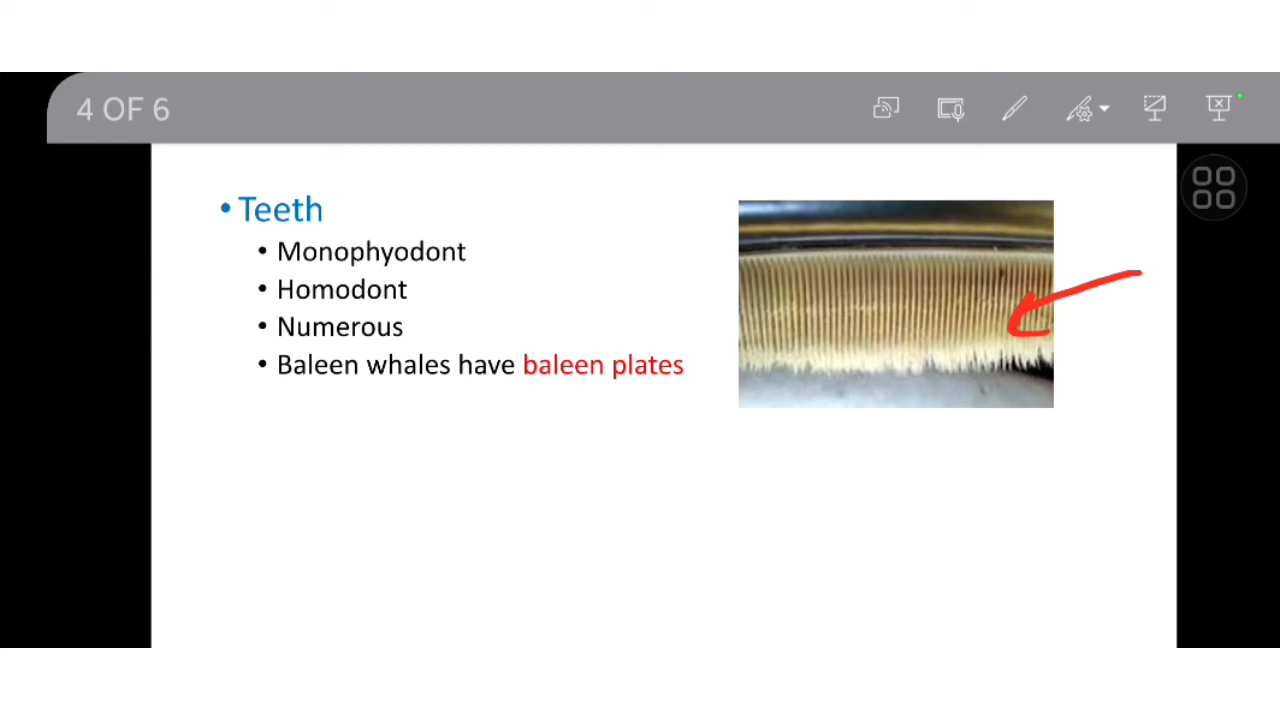 4 OF 6
• Teeth
• Monophyodont
• Homodont
• Numerous
• Baleen whales have baleen plates